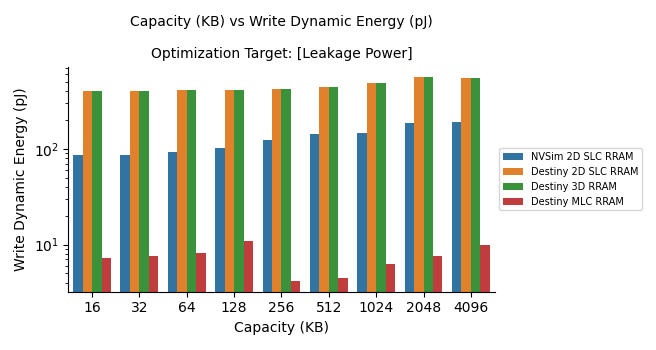 Capacity (KB) vs Write Dynamic Energy (pJ)
Optimization Target: [Leakage Power]
Write Dynamic Energy (pJ)
10²
10¹
NVSim 2D SLC RRAM
Destiny 2D SLC RRAM
Destiny 3D RRAM
Destiny MLC RRAM
16 32 64 128 256 512 1024 2048 4096
Capacity (KB)